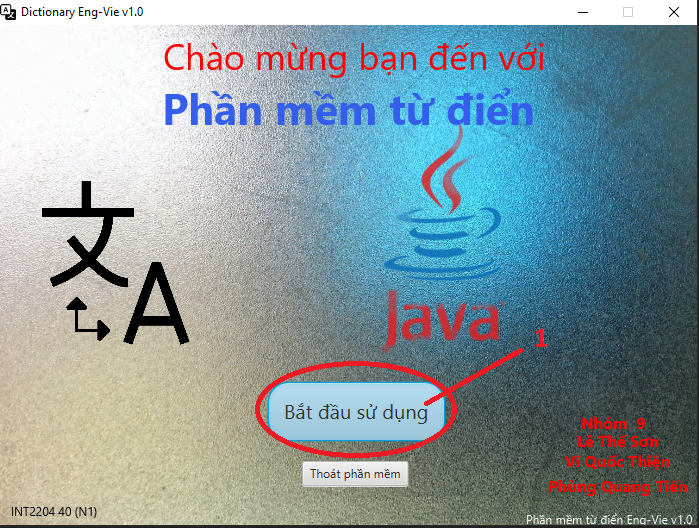 Dictionary Eng-Vie v1.0
Chào mừng bạn đến với
Phần mềm từ điển
文A
Java
1
Bắt đầu sử dụng
Nhóm 9
Lê Thế Sơn
Vi Quốc Thiện
Phùng Quang Tiến
Thoát phần mềm
INT2204 40 (N1)
Phần mềm từ điển Eng-Vie v1.0